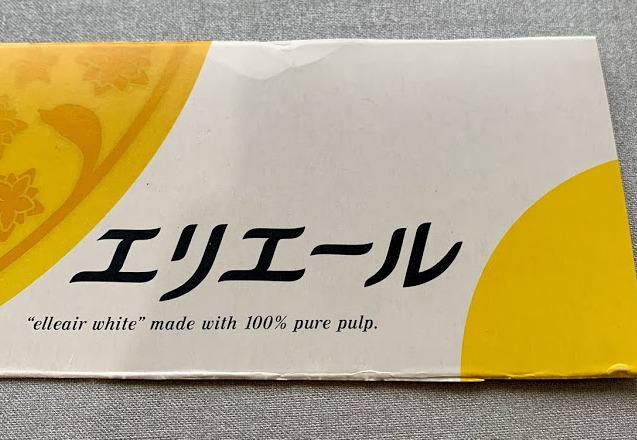 エリエール
“elleair white” made with 100% pure pulp.